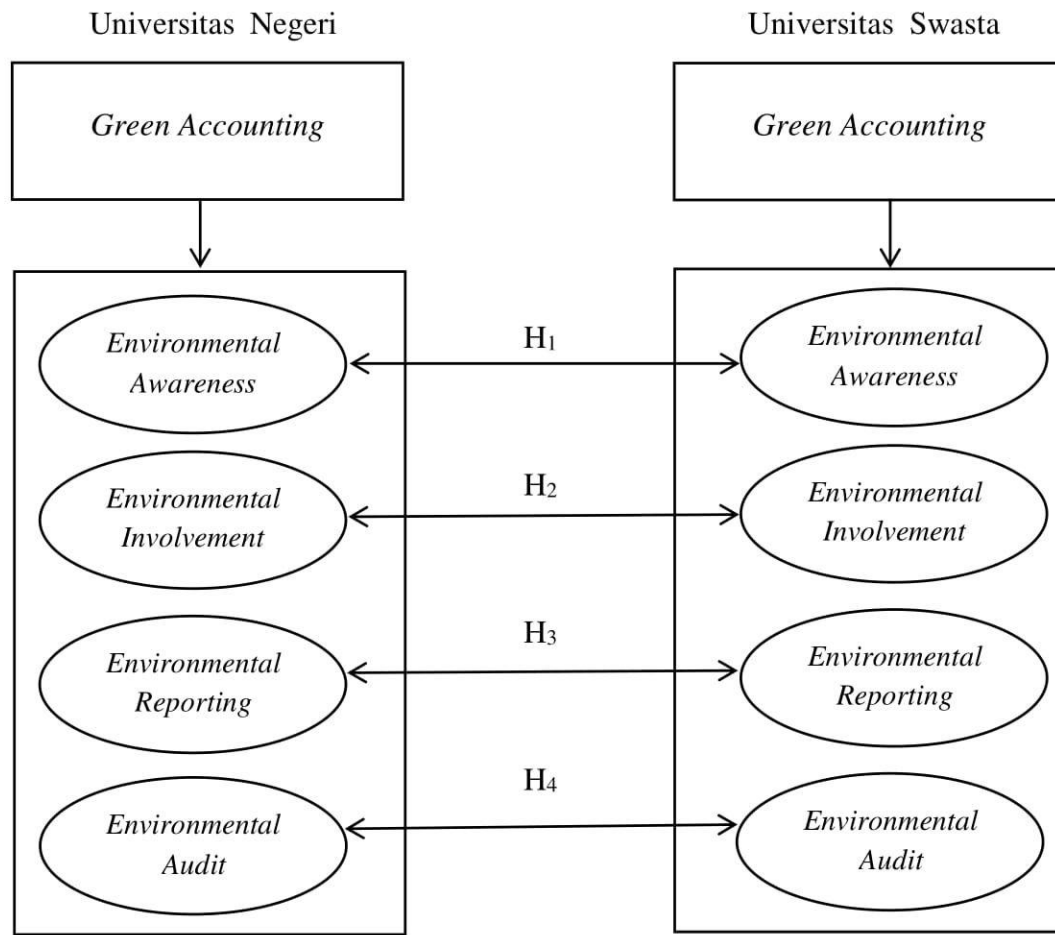 Universitas Negeri
Universitas Swasta
Green Accounting
Green Accounting
Environmental
Awareness
H₁
Environmental
Awareness
Environmental
Involvement
H₂
Environmental
Involvement
Environmental
Reporting
H₃
Environmental
Reporting
Environmental
Audit
H₄
Environmental
Audit